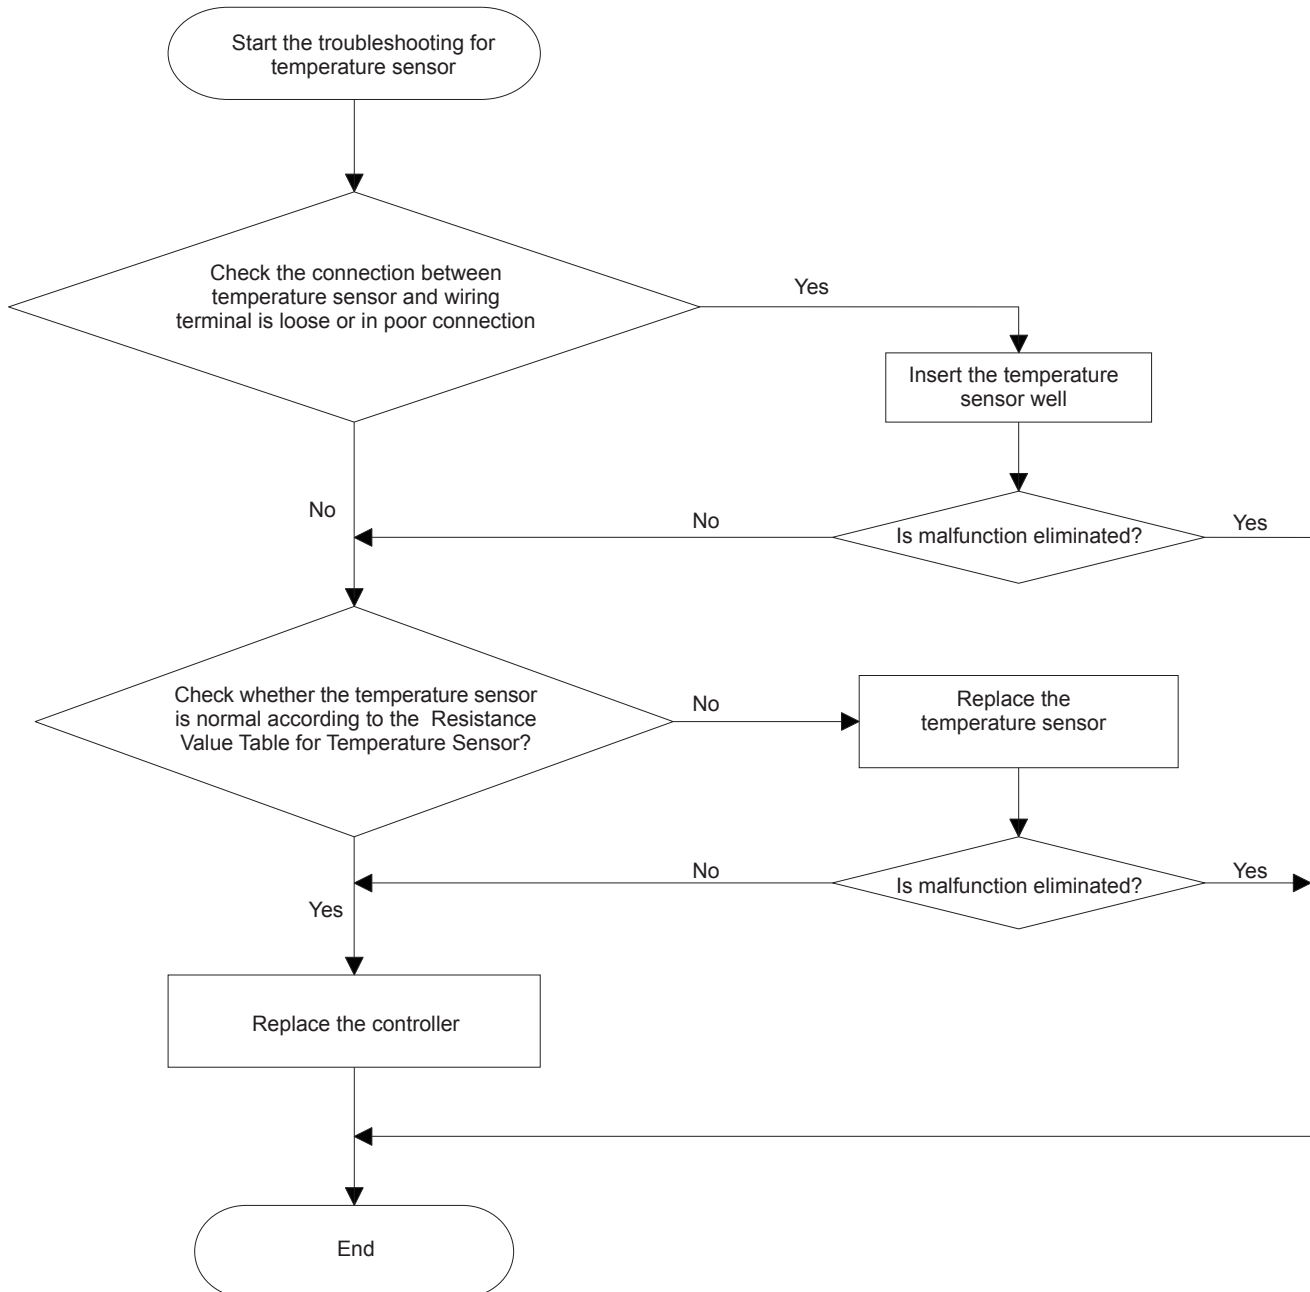 Start the troubleshooting for
temperature sensor
Check the connection between
temperature sensor and wiring
terminal is loose or in poor connection
Yes
Insert the temperature
sensor well
No
No
Is malfunction eliminated?
Yes
Check whether the temperature sensor
is normal according to the Resistance
Value Table for Temperature Sensor?
No
Replace the
temperature sensor
No
Is malfunction eliminated?
Yes
Yes
Replace the controller
End